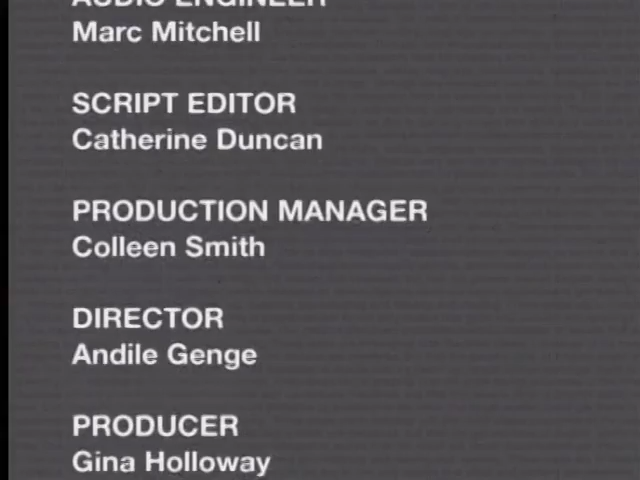 AUDIO ENGINEER
Marc Mitchell
SCRIPT EDITOR
Catherine Duncan
PRODUCTION MANAGER
Colleen Smith
DIRECTOR
Andile Genge
PRODUCER
Gina Holloway